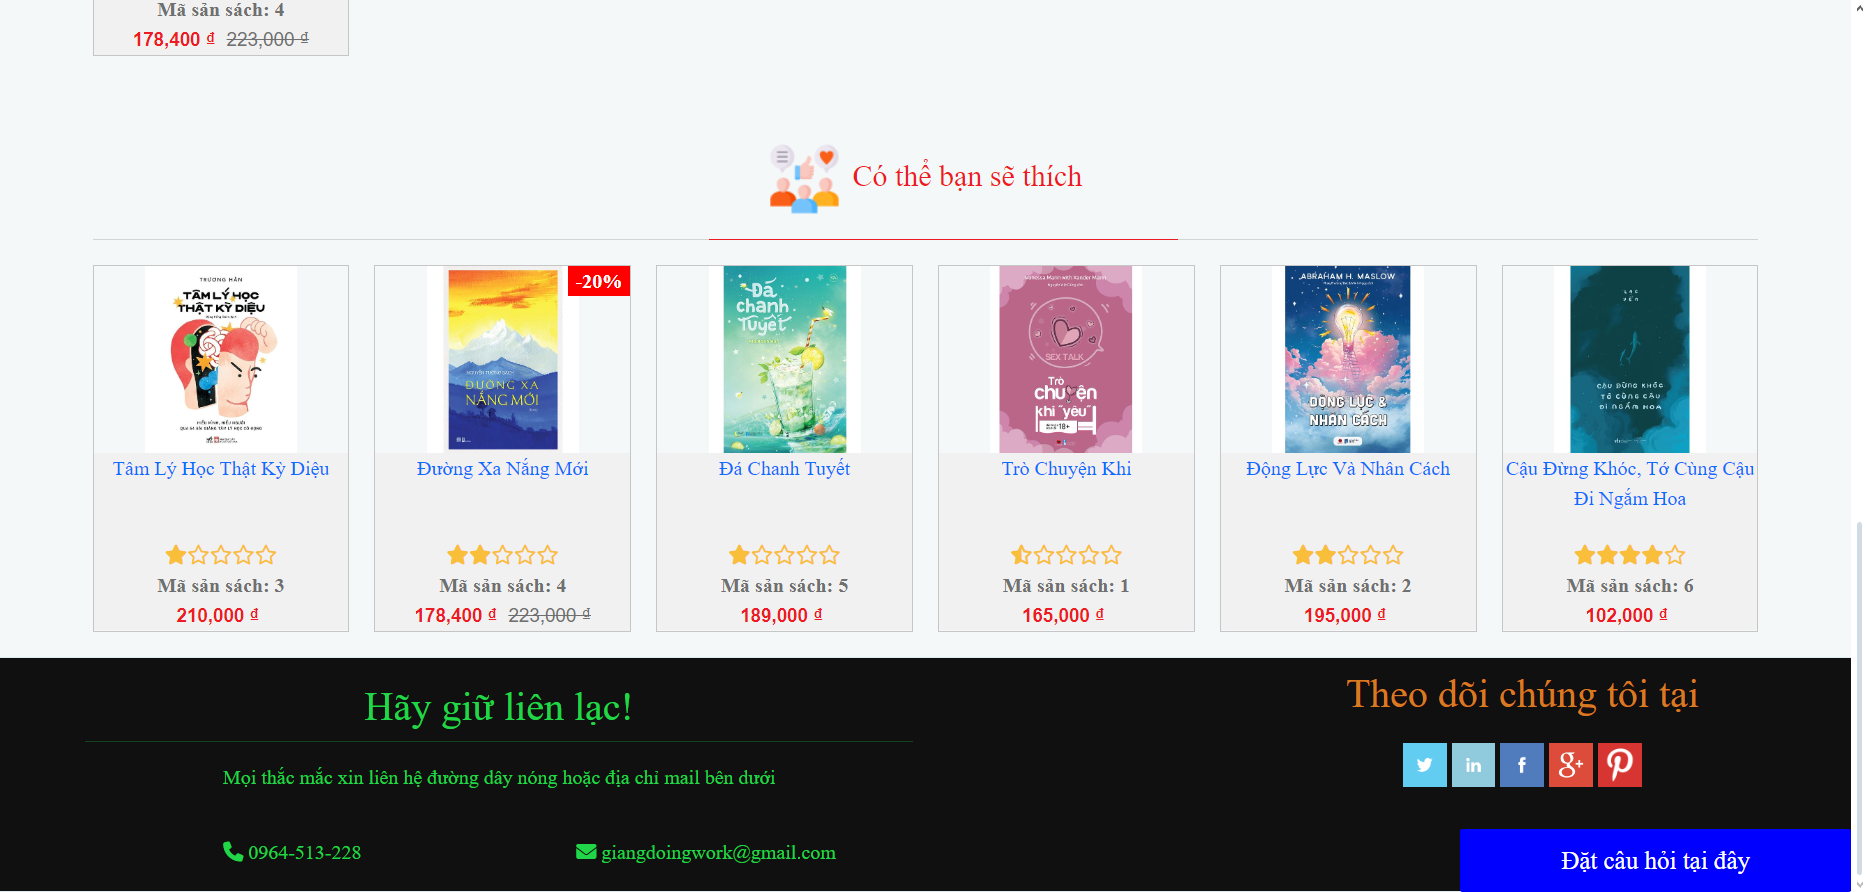 Mã sản sách: 4
178,400 ₫ 223,000 ₫
Có thể bạn sẽ thích
TRƯƠNG HÂN
TÂM LÝ HỌC
THẬT KỲ DIỆU
Tâm Lý Học Thật Kỳ Diệu
Mã sản sách: 3
210,000 ₫
-20%
ĐƯỜNG XA
NẮNG MỚI
Đường Xa Nắng Mới
Mã sản sách: 4
178,400 ₫ 223,000 ₫
Đá
chanh
Tuyết
Đá Chanh Tuyết
Mã sản sách: 5
189,000 ₫
SEX TALK
Trò
chuyện
khi "yêu"
18+
Trò Chuyện Khi
Mã sản sách: 1
165,000 ₫
ABRAHAM H. MASLOW
ĐỘNG LỰC &
NHÂN CÁCH
Động Lực Và Nhân Cách
Mã sản sách: 2
195,000 ₫
CẬU ĐỪNG KHÓC
TỚ CÙNG CẬU
ĐI NGẮM HOA
Cậu Đừng Khóc, Tớ Cùng Cậu
Đi Ngắm Hoa
Mã sản sách: 6
102,000 ₫
Hãy giữ liên lạc!
Mọi thắc mắc xin liên hệ đường dây nóng hoặc địa chỉ mail bên dưới
0964-513-228
giangdoingwork@gmail.com
Theo dõi chúng tôi tại
Đặt câu hỏi tại đây